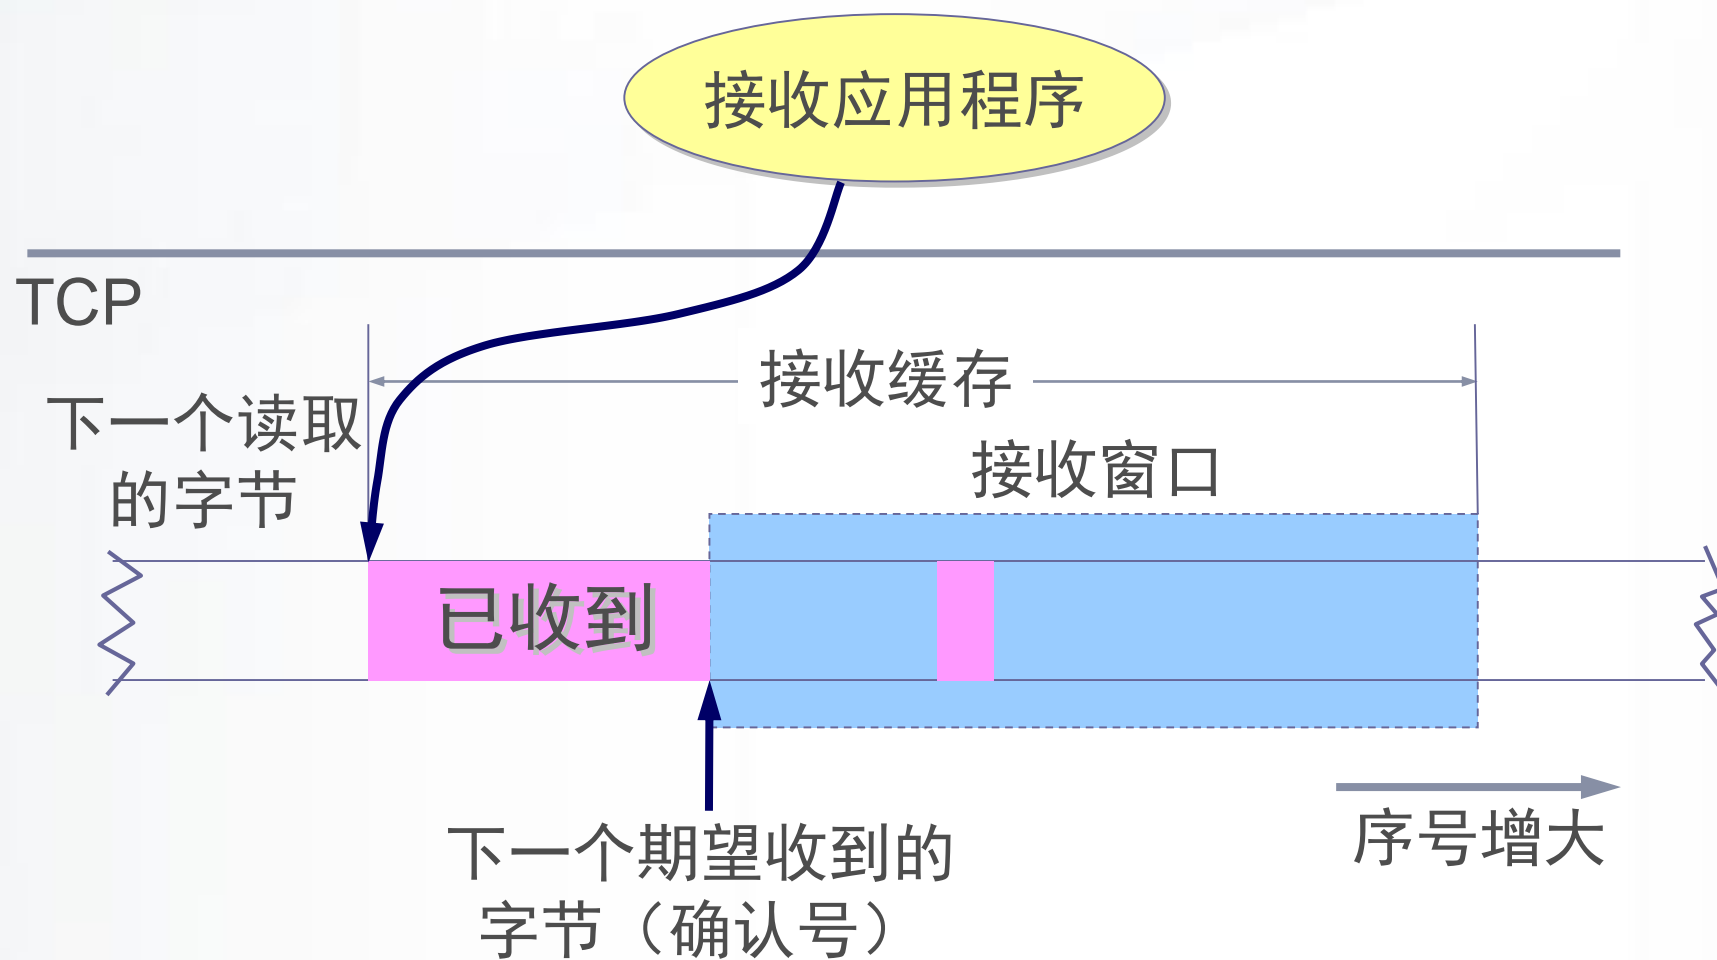 接收应用程序
TCP
接收缓存
下一个读取
的字节
接收窗口
已收到
下一个期望收到的
字节（确认号）
序号增大